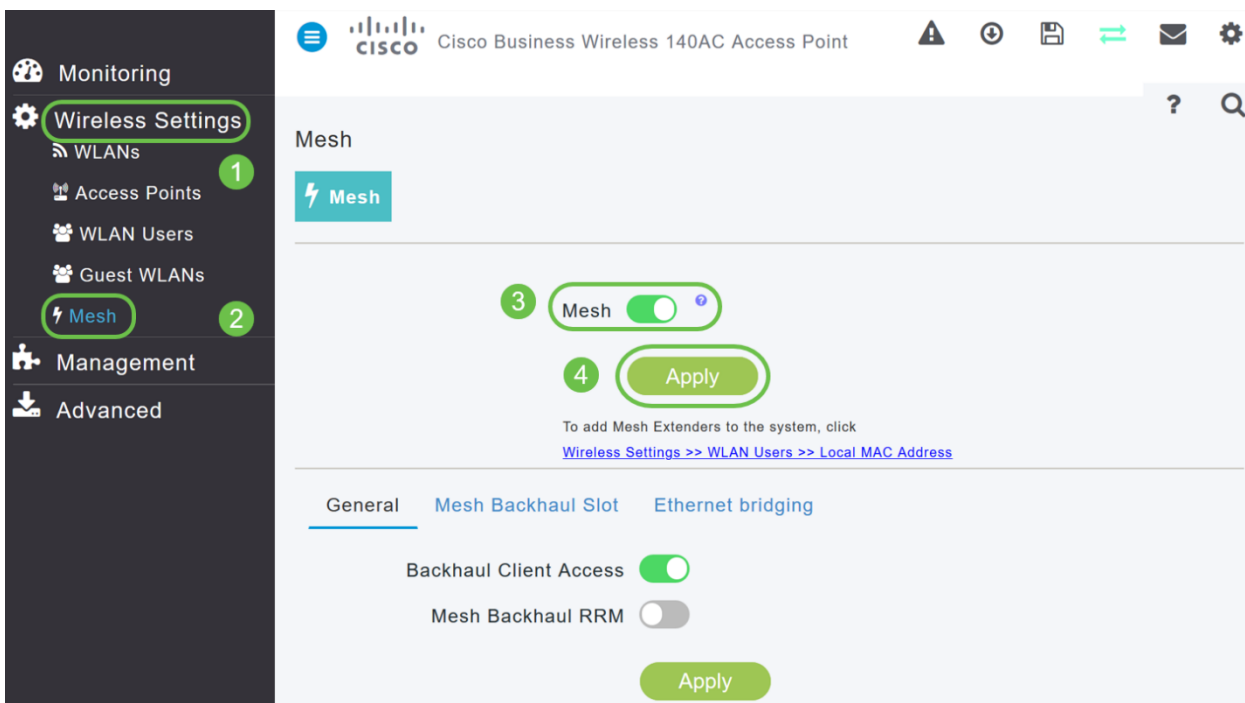 CISCO Cisco Business Wireless 140AC Access Point
Monitoring
Wireless Settings
1
WLANs
Access Points
WLAN Users
Guest WLANs
Mesh
2
Management
Advanced
?
Mesh
Mesh
3 Mesh ?
4 Apply
To add Mesh Extenders to the system, click
Wireless Settings >> WLAN Users >> Local MAC Address
General Mesh Backhaul Slot Ethernet bridging
Backhaul Client Access
Mesh Backhaul RRM
Apply